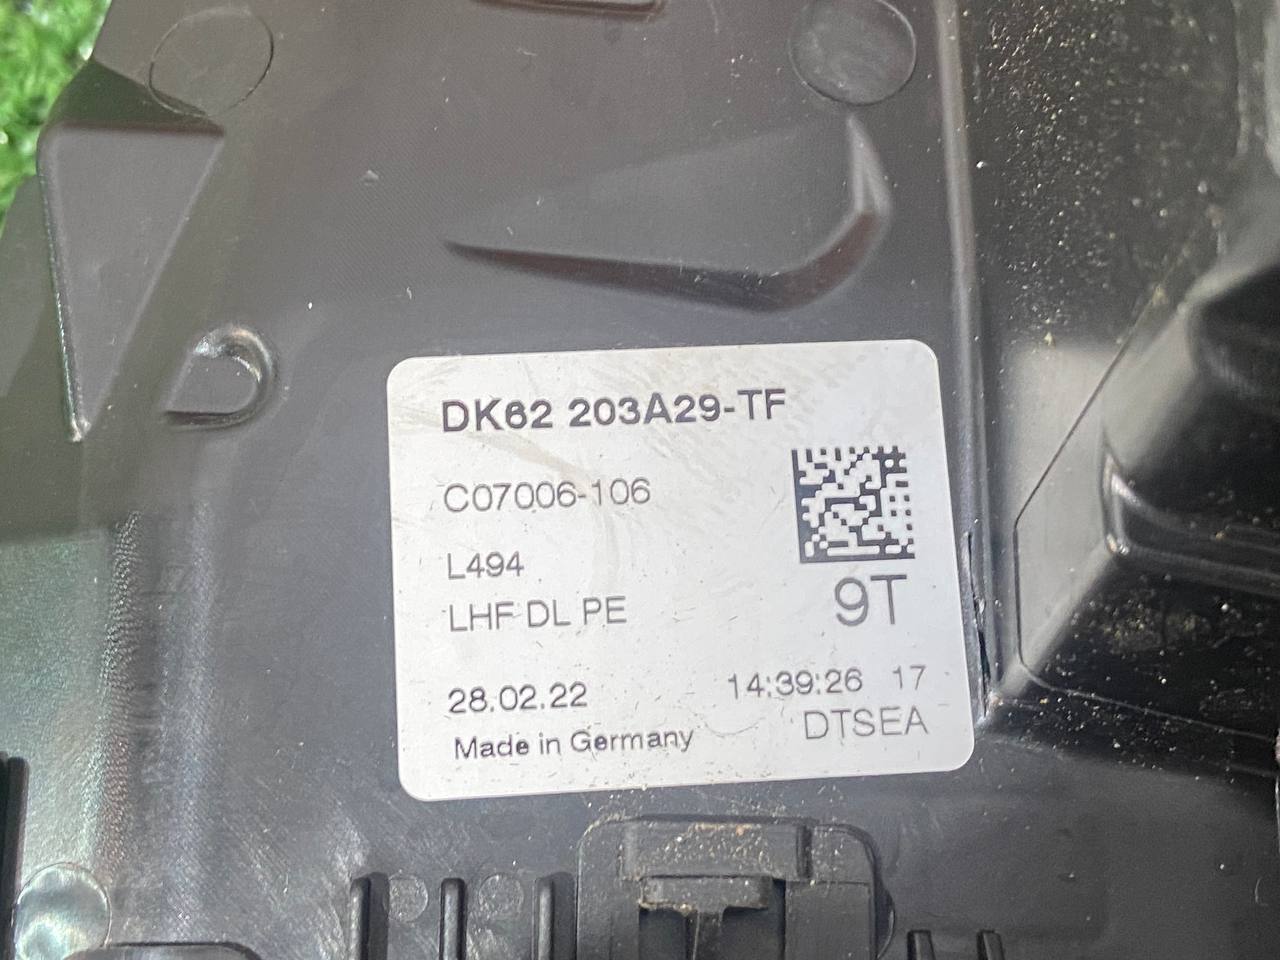 DK62 203A29-TF
C07006-106
L494
LHF DL PE
9T
28.02.22
14:39:26 17
Made in Germany
DTSEA